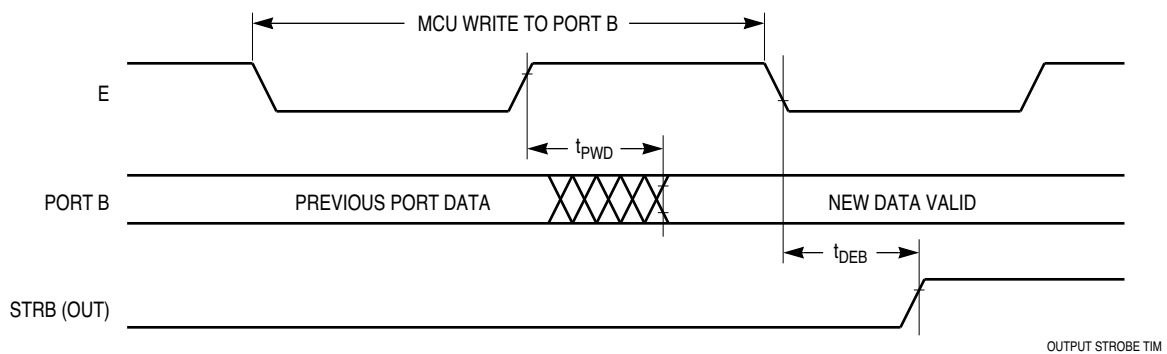 MCU WRITE TO PORT B
E
tPWD
PORT B
PREVIOUS PORT DATA
NEW DATA VALID
tDEB
STRB (OUT)
OUTPUT STROBE TIM